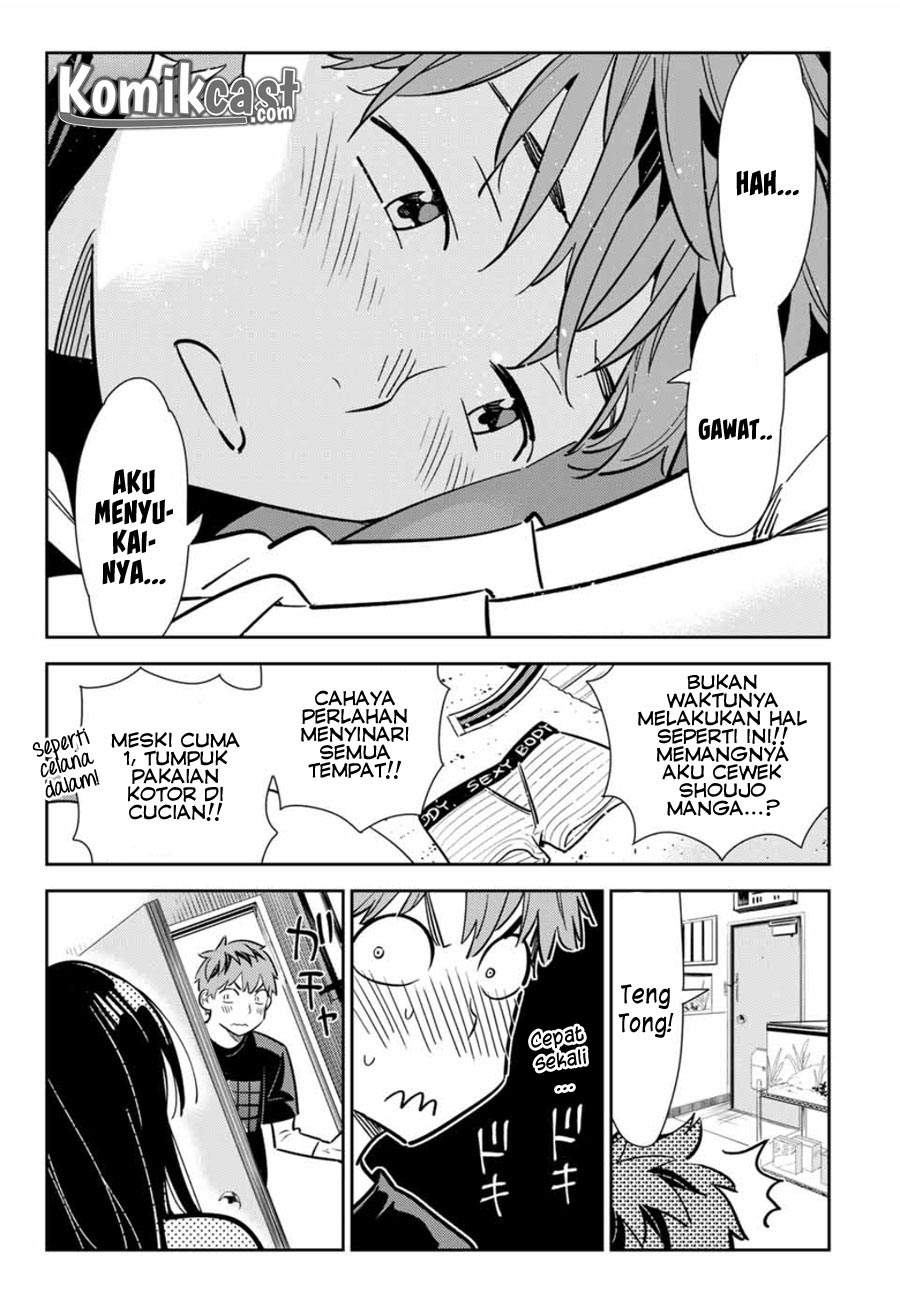 Komikcast
.com
HAH...
GAWAT..
AKU
MENYU-
KAI-
NYA...
BUKAN
WAKTUNYA
MELAKUKAN HAL
SEPERTI INI!!
MEMANGNYA
AKU CEWEK
SHOUJO
MANGA...?
ODY. SEXY BODY
CAHAYA
PERLAHAN
MENYINARI
SEMUA
TEMPAT!!
MESKI CUMA
1, TUMPUK
PAKAIAN
KOTOR DI
CUCIAN!!
Seperti
celana
dalam!
Teng
Tong!
Cepat
sekali
...
ドキ
ドキ
ガチャ